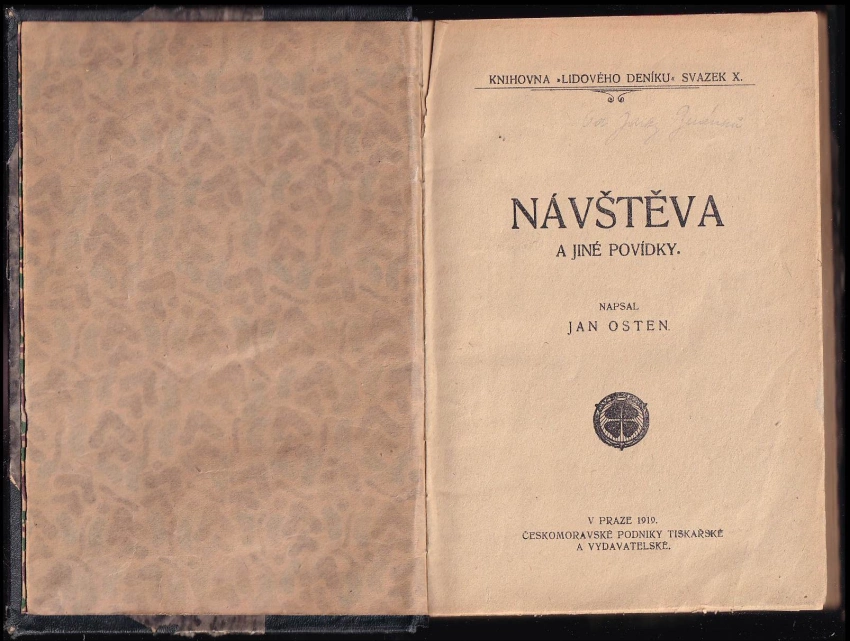 KNIHOVNA »LIDOVÉHO DENÍKU« SVAZEK X.
NÁVŠTĚVA
A JINÉ POVÍDKY.
NAPSAL
JAN OSTEN.
V PRAZE 1919.
ČESKOMORAVSKÉ PODNIKY TISKAŘSKÉ
A VYDAVATELSKÉ.